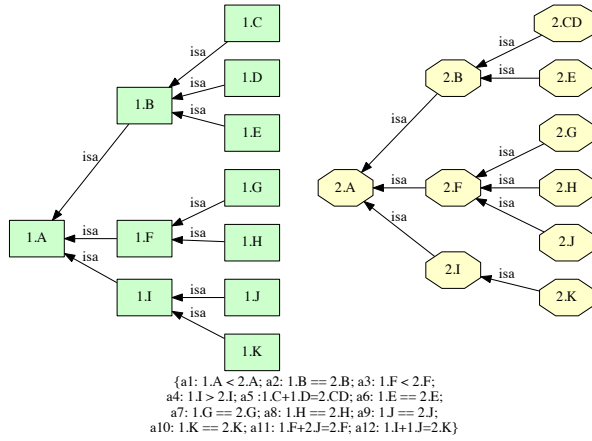 1.C
2.CD
isa
isa
1.D
2.B
isa
2.E
isa
1.B
isa
1.E
2.G
isa
isa
isa
1.G
2.A
isa
2.F
isa
2.H
isa
isa
1.A
isa
1.F
isa
1.H
isa
2.J
isa
2.I
isa
1.I
isa
1.J
isa
2.K
isa
1.K
{a1: 1.A < 2.A; a2: 1.B == 2.B; a3: 1.F < 2.F;
a4: 1.I > 2.I; a5 :1.C+1.D=2.CD; a6: 1.E == 2.E;
a7: 1.G == 2.G; a8: 1.H == 2.H; a9: 1.J == 2.J;
a10: 1.K == 2.K; a11: 1.F+2.J=2.F; a12: 1.I+1.J=2.K}